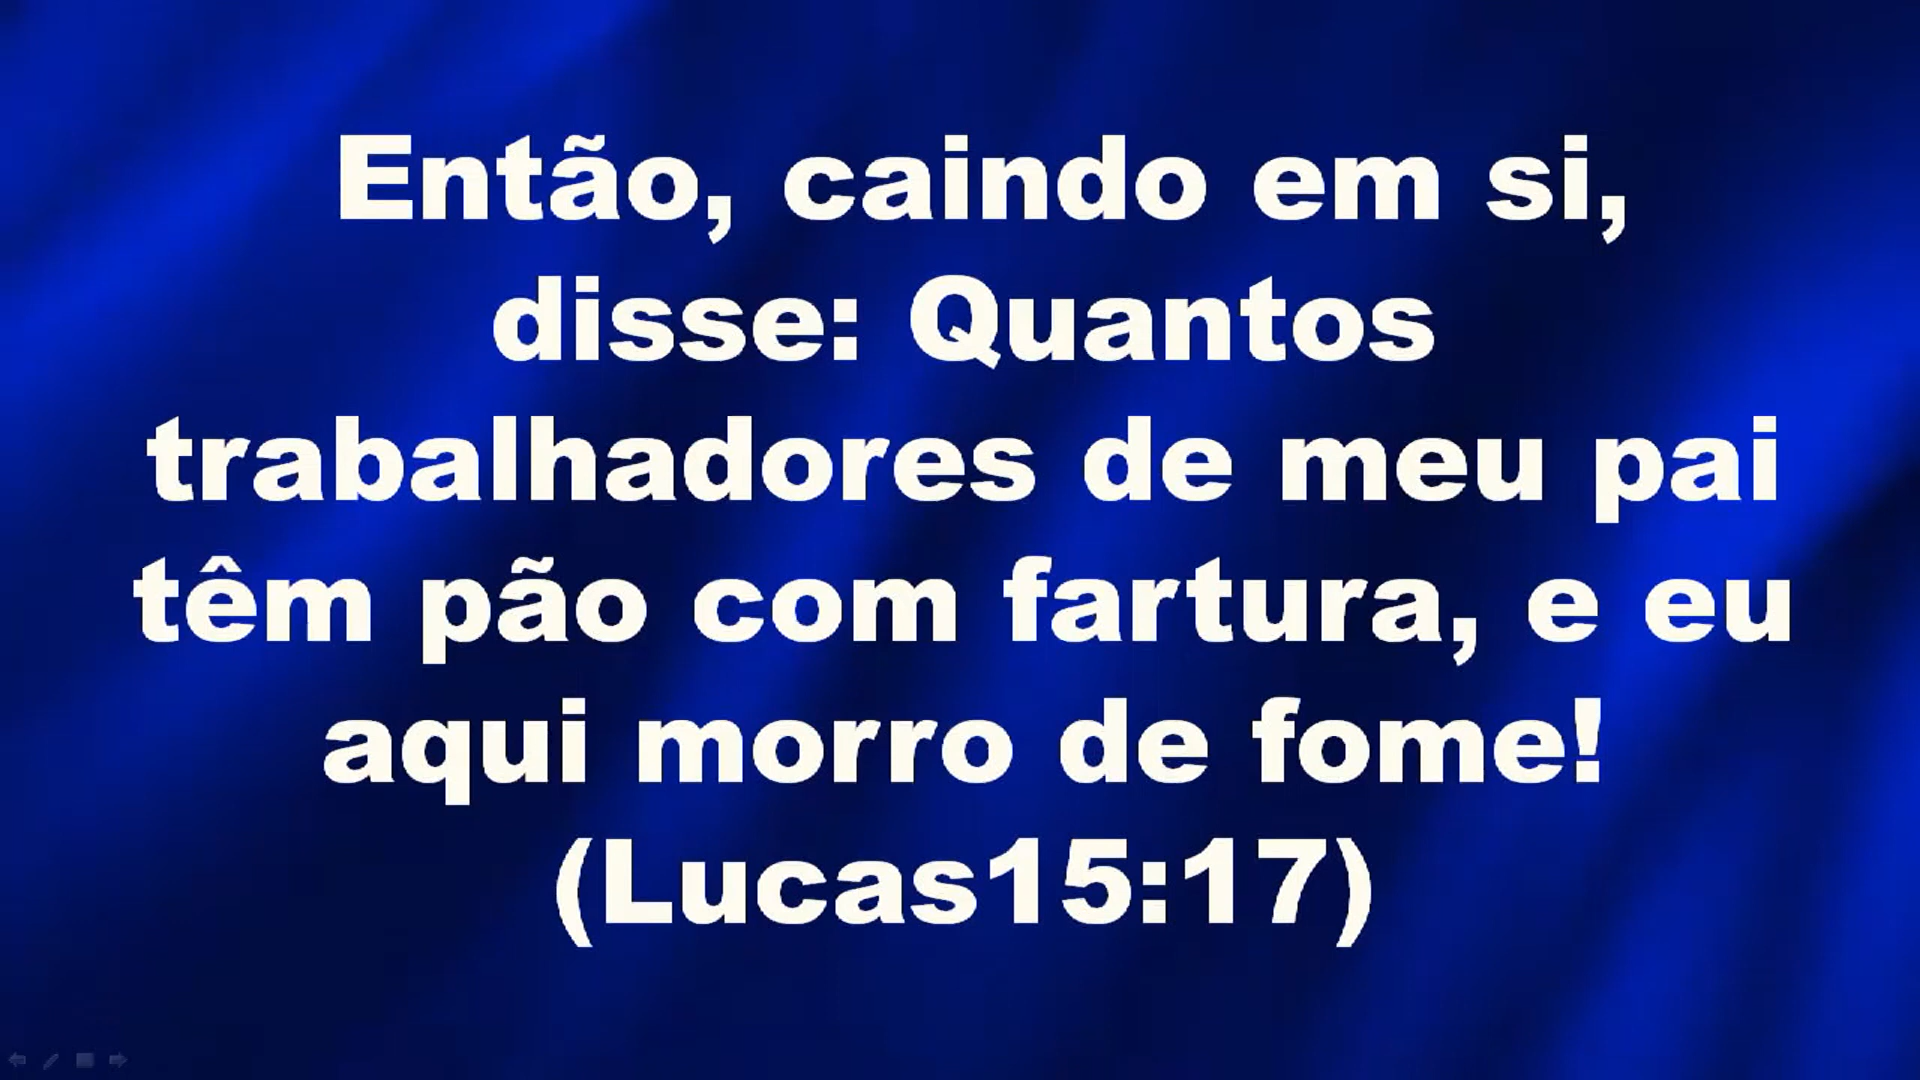 Então, caindo em si,
disse: Quantos
trabalhadores de meu pai
têm pão com fartura, e eu
aqui morro de fome!
(Lucas15:17)